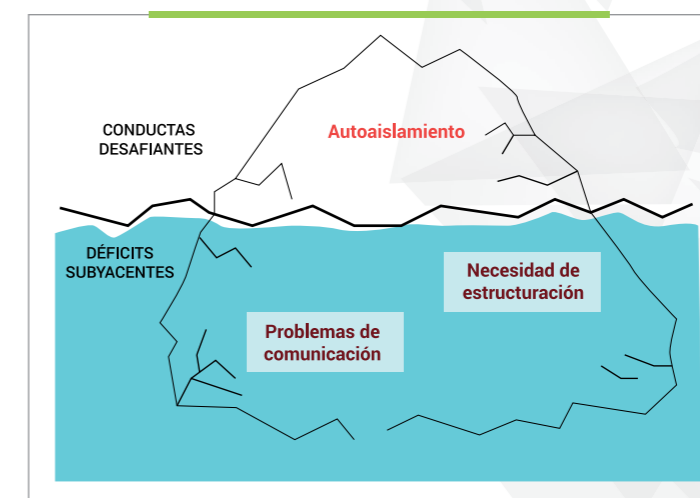 CONDUCTAS
DESAFIANTES
Autoaislamiento
DÉFICITS
SUBYACENTES
Necesidad de
estructuración
Problemas de
comunicación